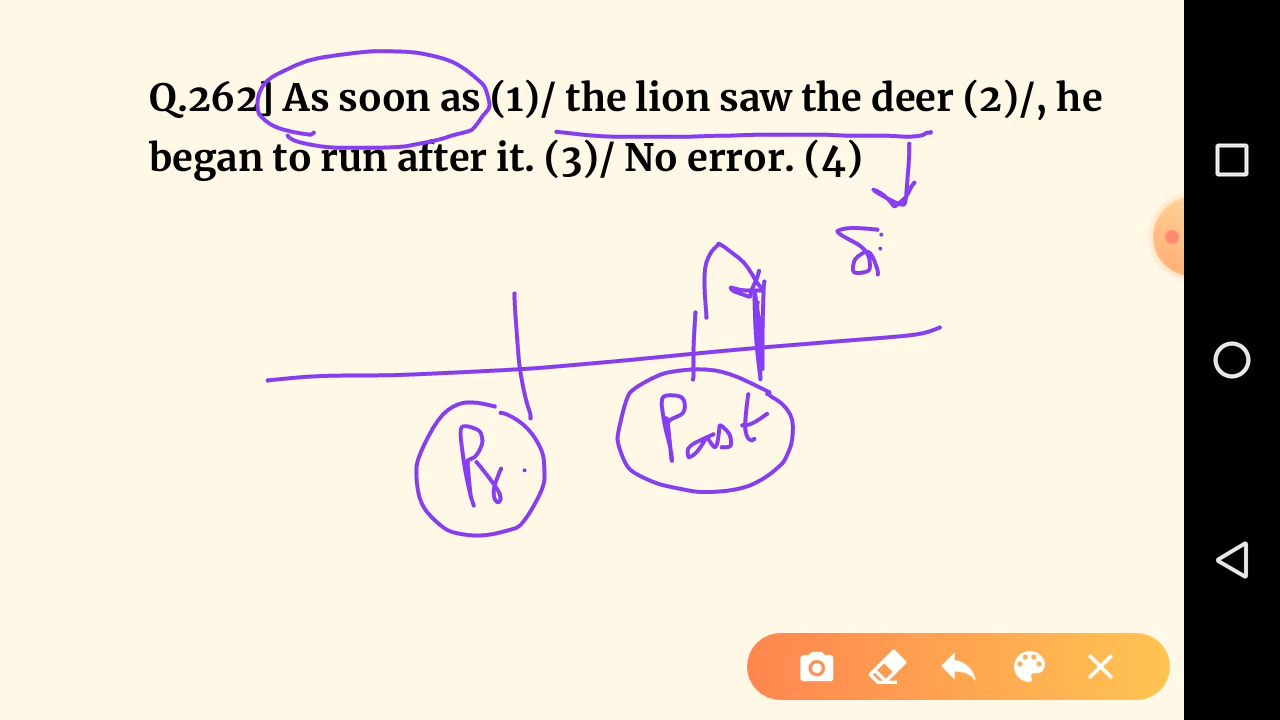 Q.262] As soon as (1)/ the lion saw the deer (2)/, he
began to run after it. (3)/ No error. (4)
Pr.
Past